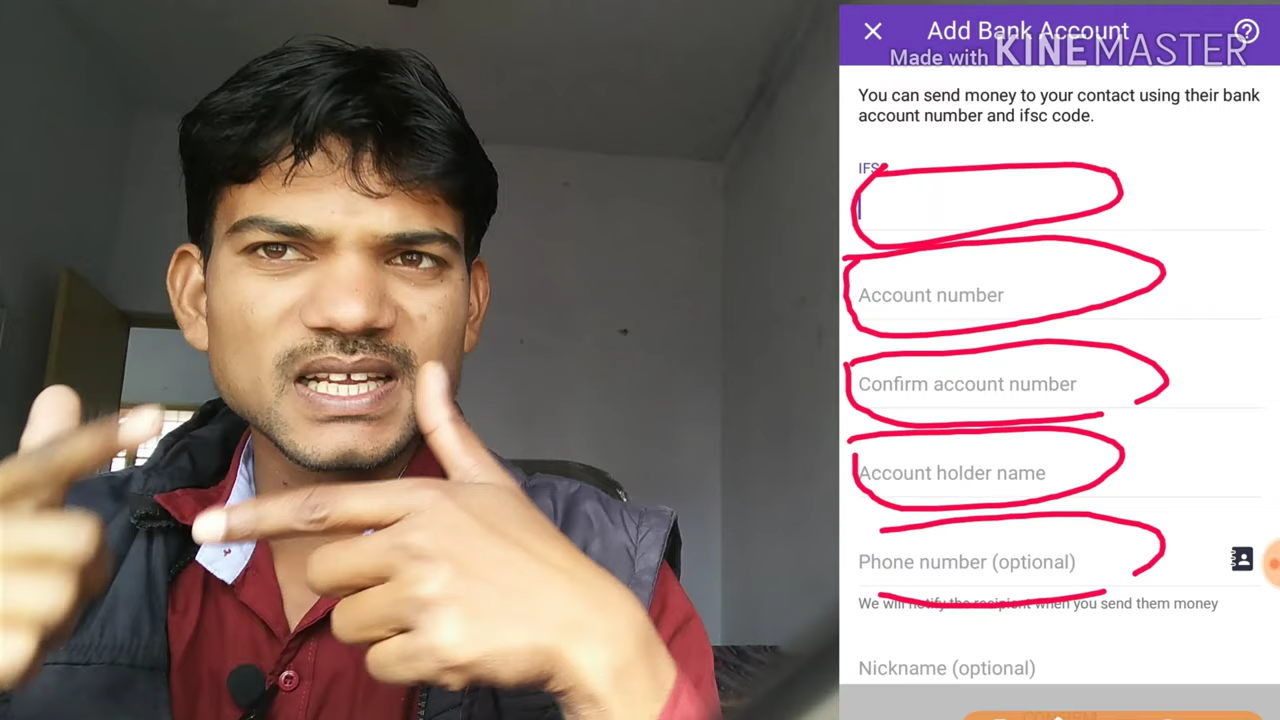 Add Bank Account
Made with KINEMASTER
You can send money to your contact using their bank
account number and ifsc code.
IFS
Account number
Confirm account number
Account holder name
Phone number (optional)
We will notify the recipient when you send them money
Nickname (optional)